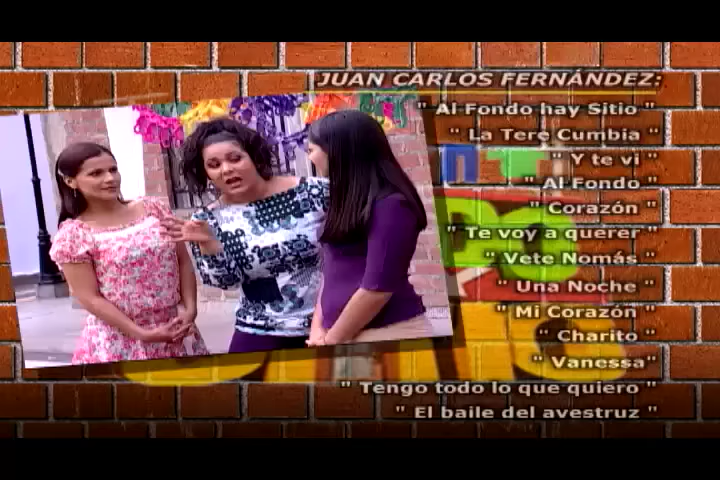 JUAN CARLOS FERNÁNDEZ:
" Al Fondo hay Sitio "
" La Tere Cumbia "
" Y te vi "
" Al Fondo "
" Corazón "
" Te voy a querer "
" Vete Nomás "
" Una Noche "
" Mi Corazón "
" Charito "
" Vanessa"
" Tengo todo lo que quiero "
" El baile del avestruz "